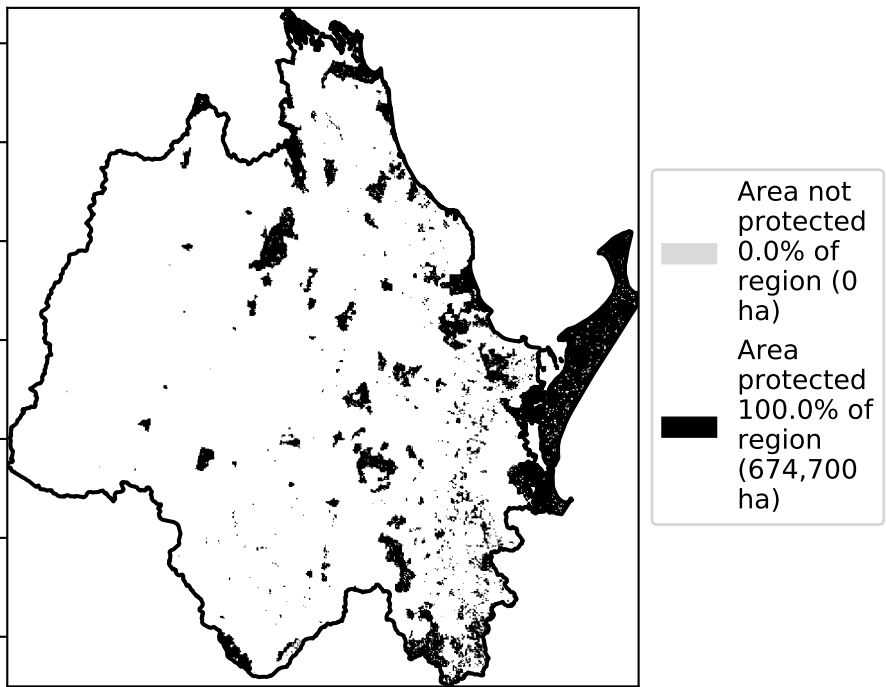 Area not
protected
0.0% of
region (0
ha)
Area
protected
100.0% of
region
(674,700
ha)